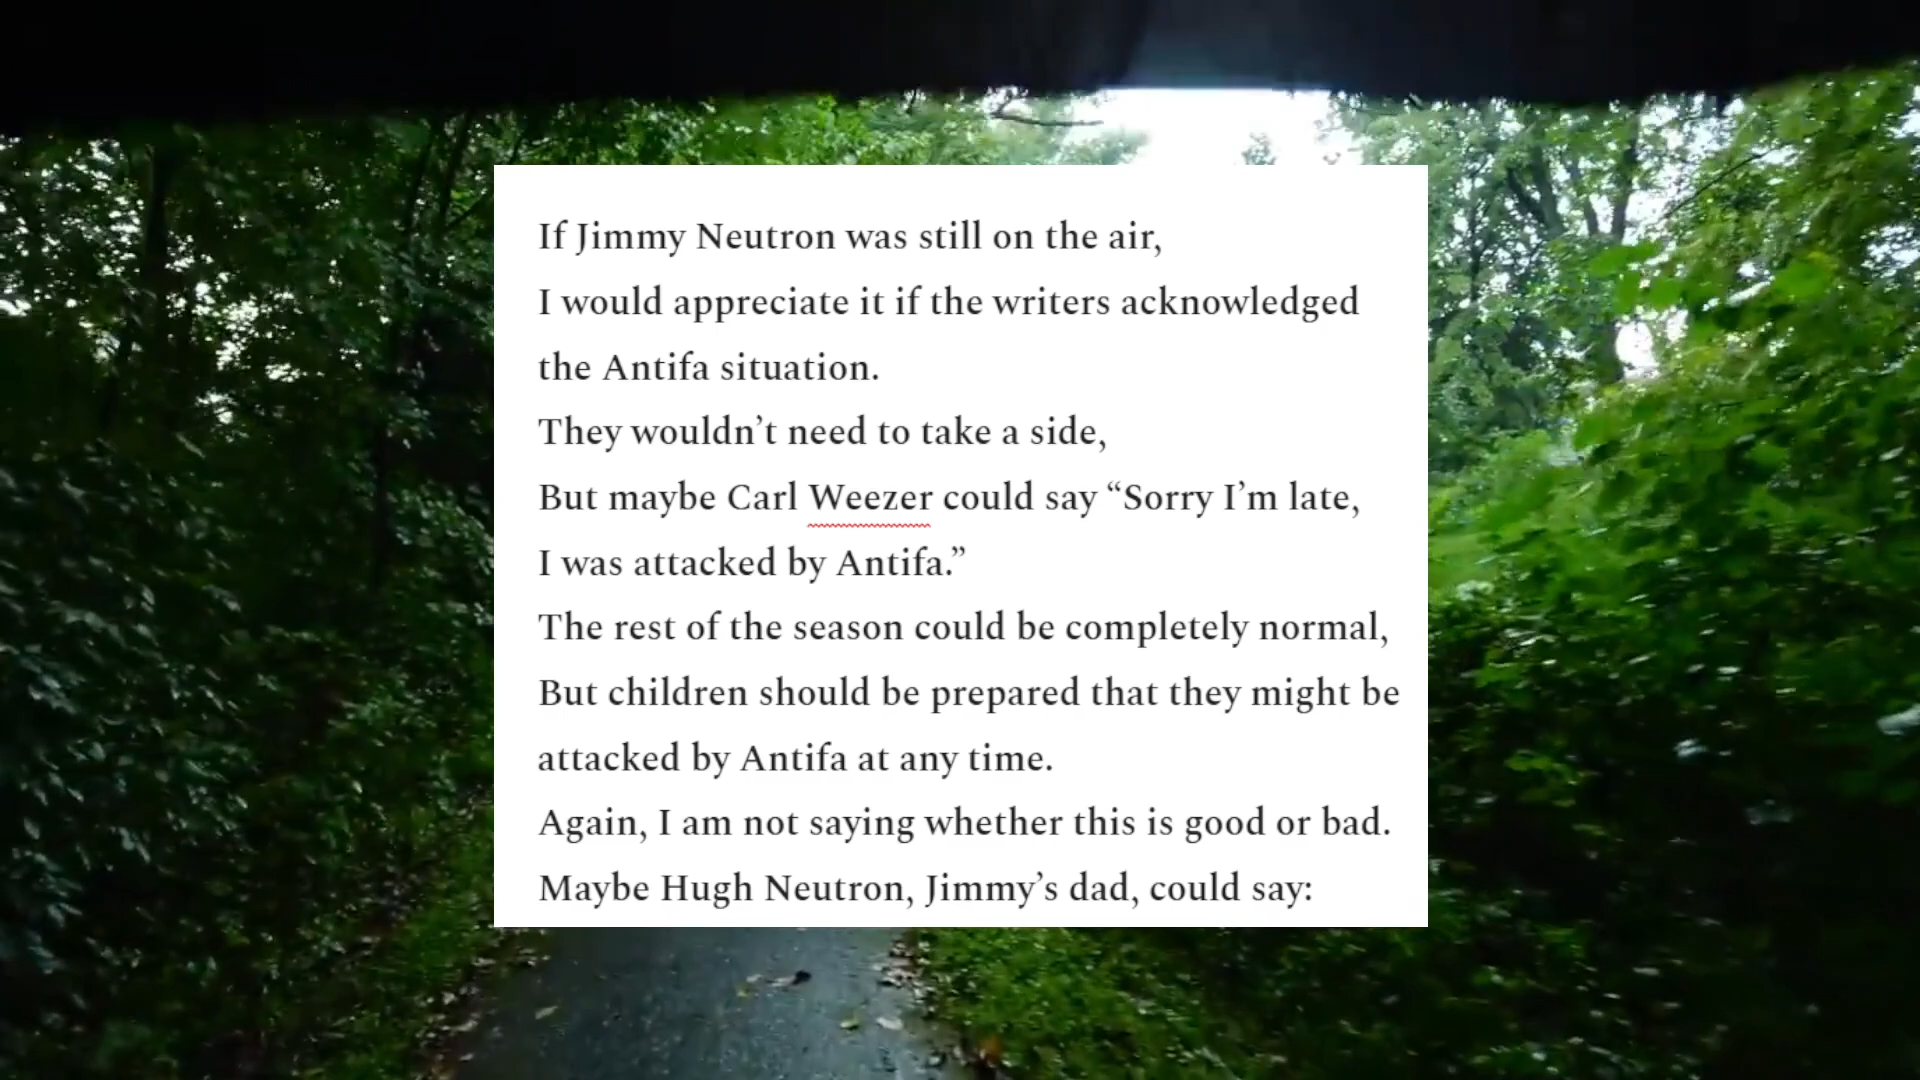 If Jimmy Neutron was still on the air,
I would appreciate it if the writers acknowledged
the Antifa situation.
They wouldn’t need to take a side,
But maybe Carl Weezer could say “Sorry I’m late,
I was attacked by Antifa.”
The rest of the season could be completely normal,
But children should be prepared that they might be
attacked by Antifa at any time.
Again, I am not saying whether this is good or bad.
Maybe Hugh Neutron, Jimmy’s dad, could say: